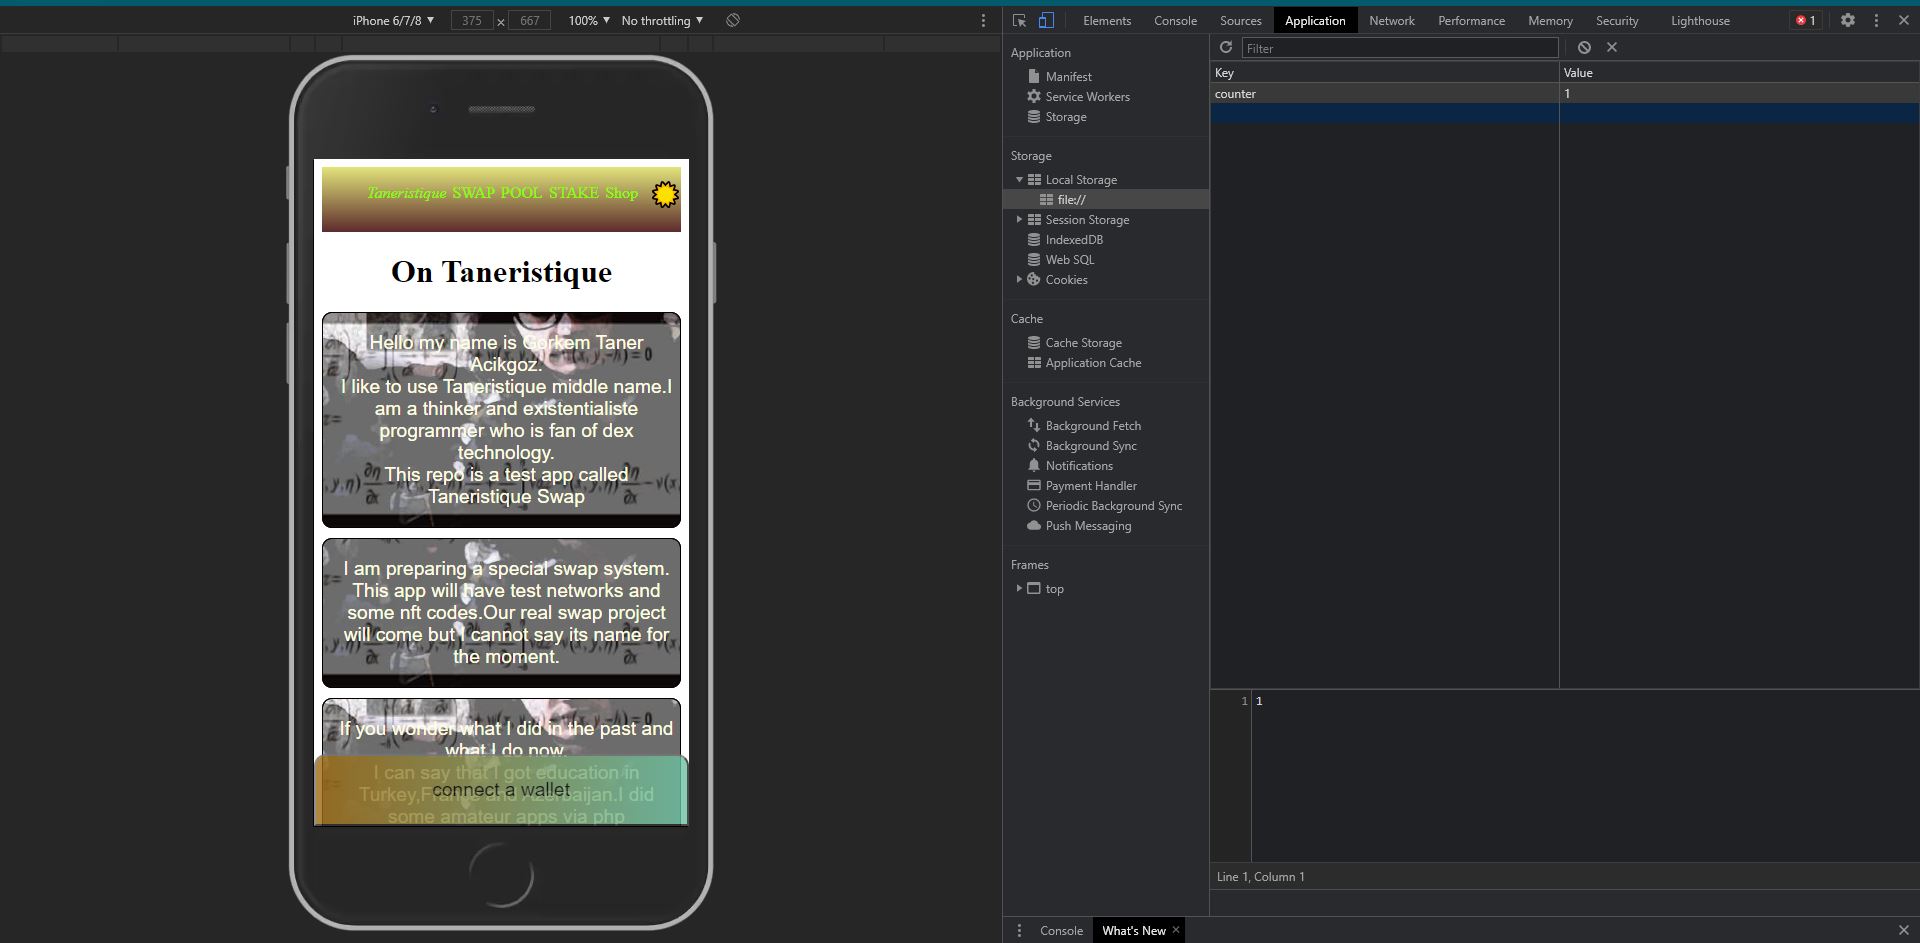 iPhone 6/7/8 ▼ 375 × 667 100% ▼ No throttling ▼
Elements Console Sources Application Network Performance Memory Security Lighthouse 1
Taneristique SWAP POOL STAKE Shop
On Taneristique
Hello my name is Gorkem Taner
Acikgoz.
I like to use Taneristique middle name.I
am a thinker and existentialiste
programmer who is fan of dex
technology.
This repo is a test app called
Taneristique Swap
I am preparing a special swap system.
This app will have test networks and
some nft codes.Our real swap project
will come but I cannot say its name for
the moment.
If you wonder what I did in the past and
what I do now.
I can say that I got education in
Turkey,France and Azerbaijan.I did
connect a wallet
some amateur apps via php
Application
Manifest
Service Workers
Storage
Storage
Local Storage
file://
Session Storage
IndexedDB
Web SQL
Cookies
Cache
Cache Storage
Application Cache
Background Services
Background Fetch
Background Sync
Notifications
Payment Handler
Periodic Background Sync
Push Messaging
Frames
top
Filter
Key Value
counter 1
1 1
Line 1, Column 1
Console What's New